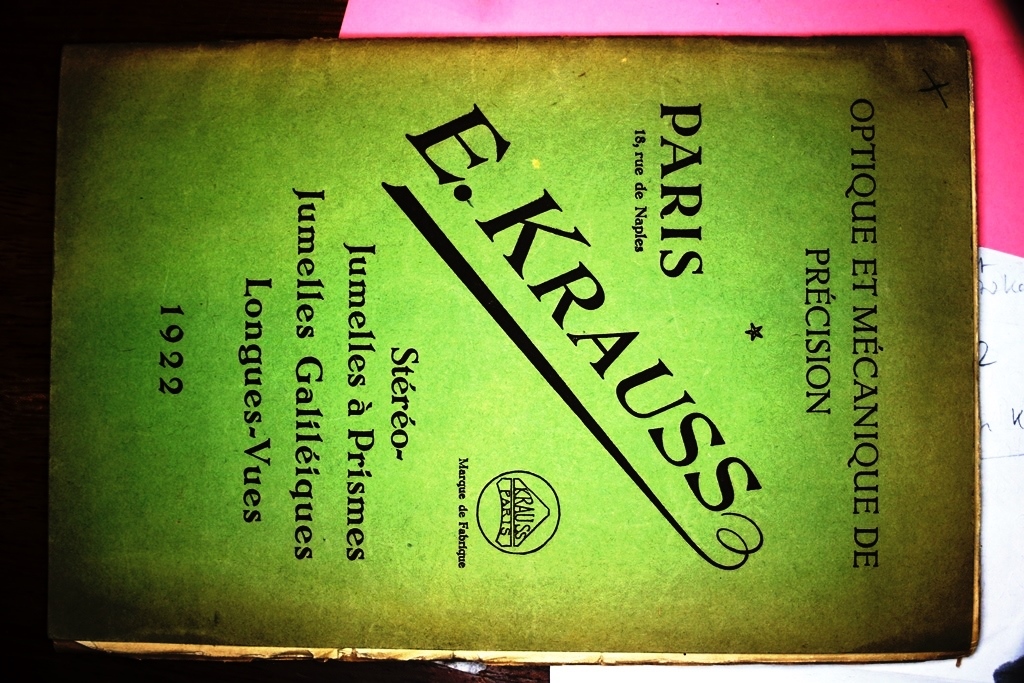 OPTIQUE ET MÉCANIQUE DE
PRÉCISION
PARIS
18, rue de Naples
E. KRAUSS
KRAUSS
PARIS
Marque de Fabrique
Stéréo-
Jumelles à Prismes
Jumelles Galiléiques
Longues-Vues
1922